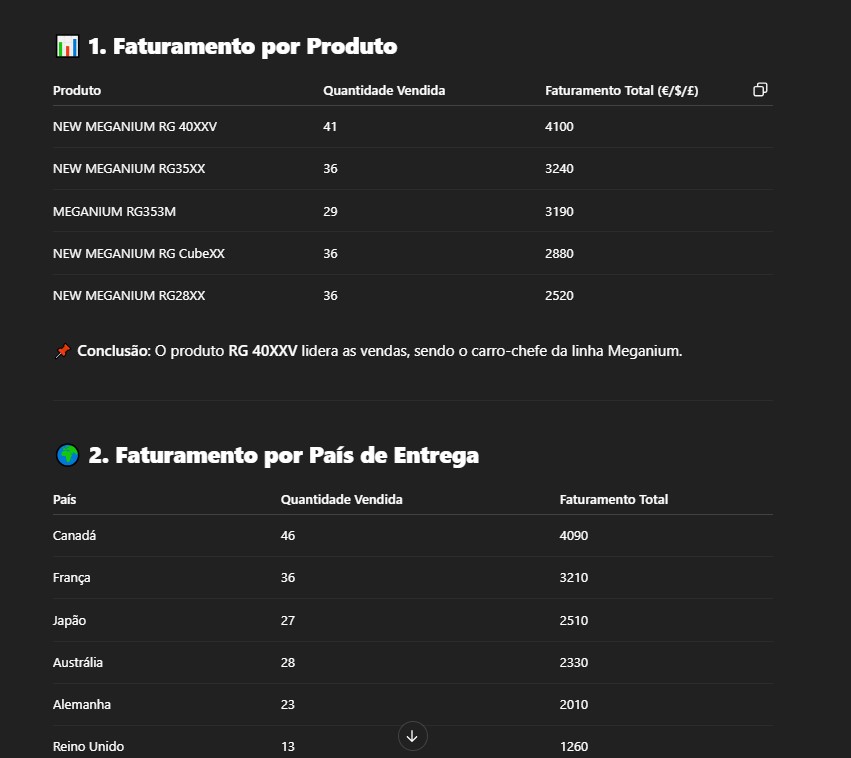 📊 1. Faturamento por Produto
Produto Quantidade Vendida Faturamento Total (€/$/£)
NEW MEGANIUM RG 40XXV 41 4100
NEW MEGANIUM RG35XX 36 3240
MEGANIUM RG353M 29 3190
NEW MEGANIUM RG CubeXX 36 2880
NEW MEGANIUM RG28XX 36 2520
📌 Conclusão: O produto RG 40XXV lidera as vendas, sendo o carro-chefe da linha Meganium.
🌍 2. Faturamento por País de Entrega
País Quantidade Vendida Faturamento Total
Canadá 46 4090
França 36 3210
Japão 27 2510
Austrália 28 2330
Alemanha 23 2010
Reino Unido 13 1260